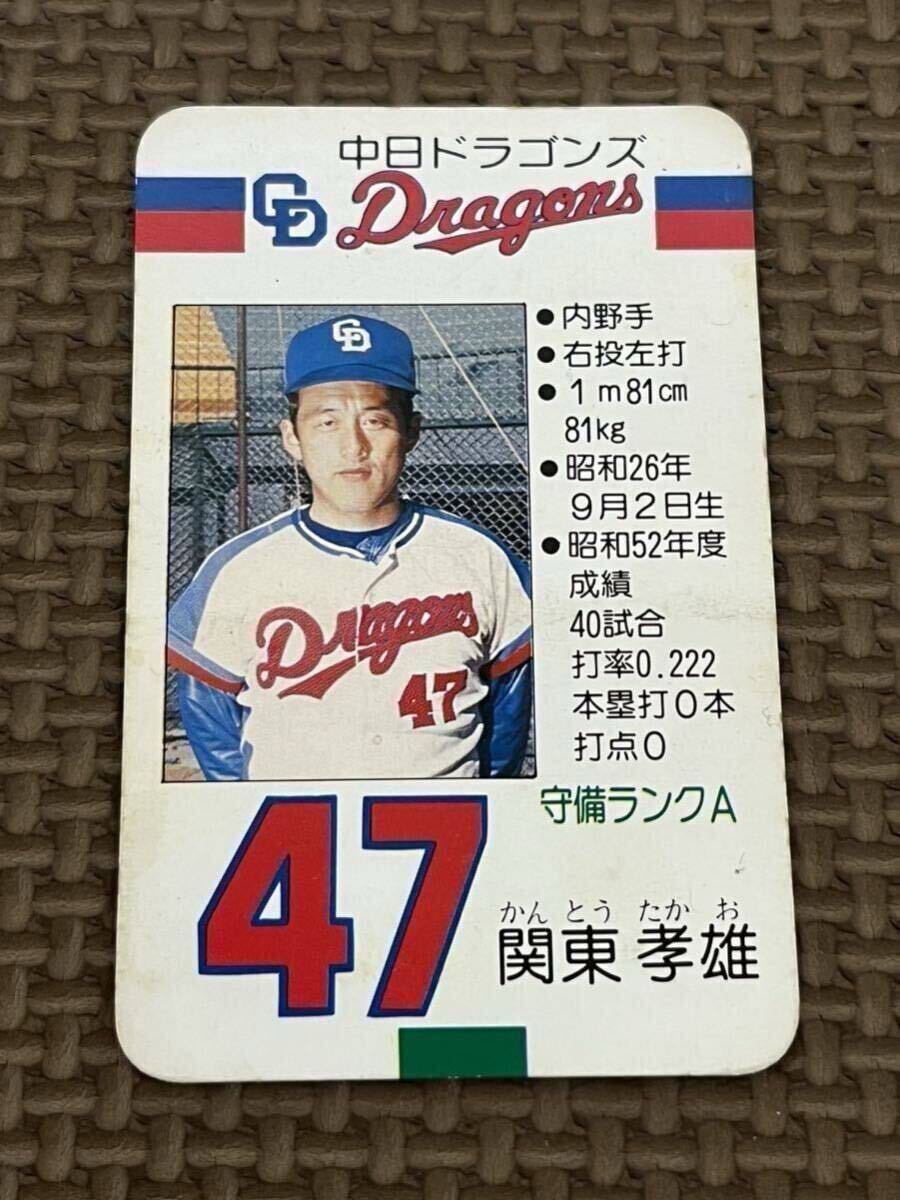 中日ドラゴンズ
CD Dragons
CD
Dragons
47
●内野手
●右投左打
●1m81cm
81kg
●昭和26年
9月2日生
●昭和52年度
成績
40試合
打率0.222
本塁打0本
打点0
守備ランクA
47
かんとう たかお
関東 孝雄